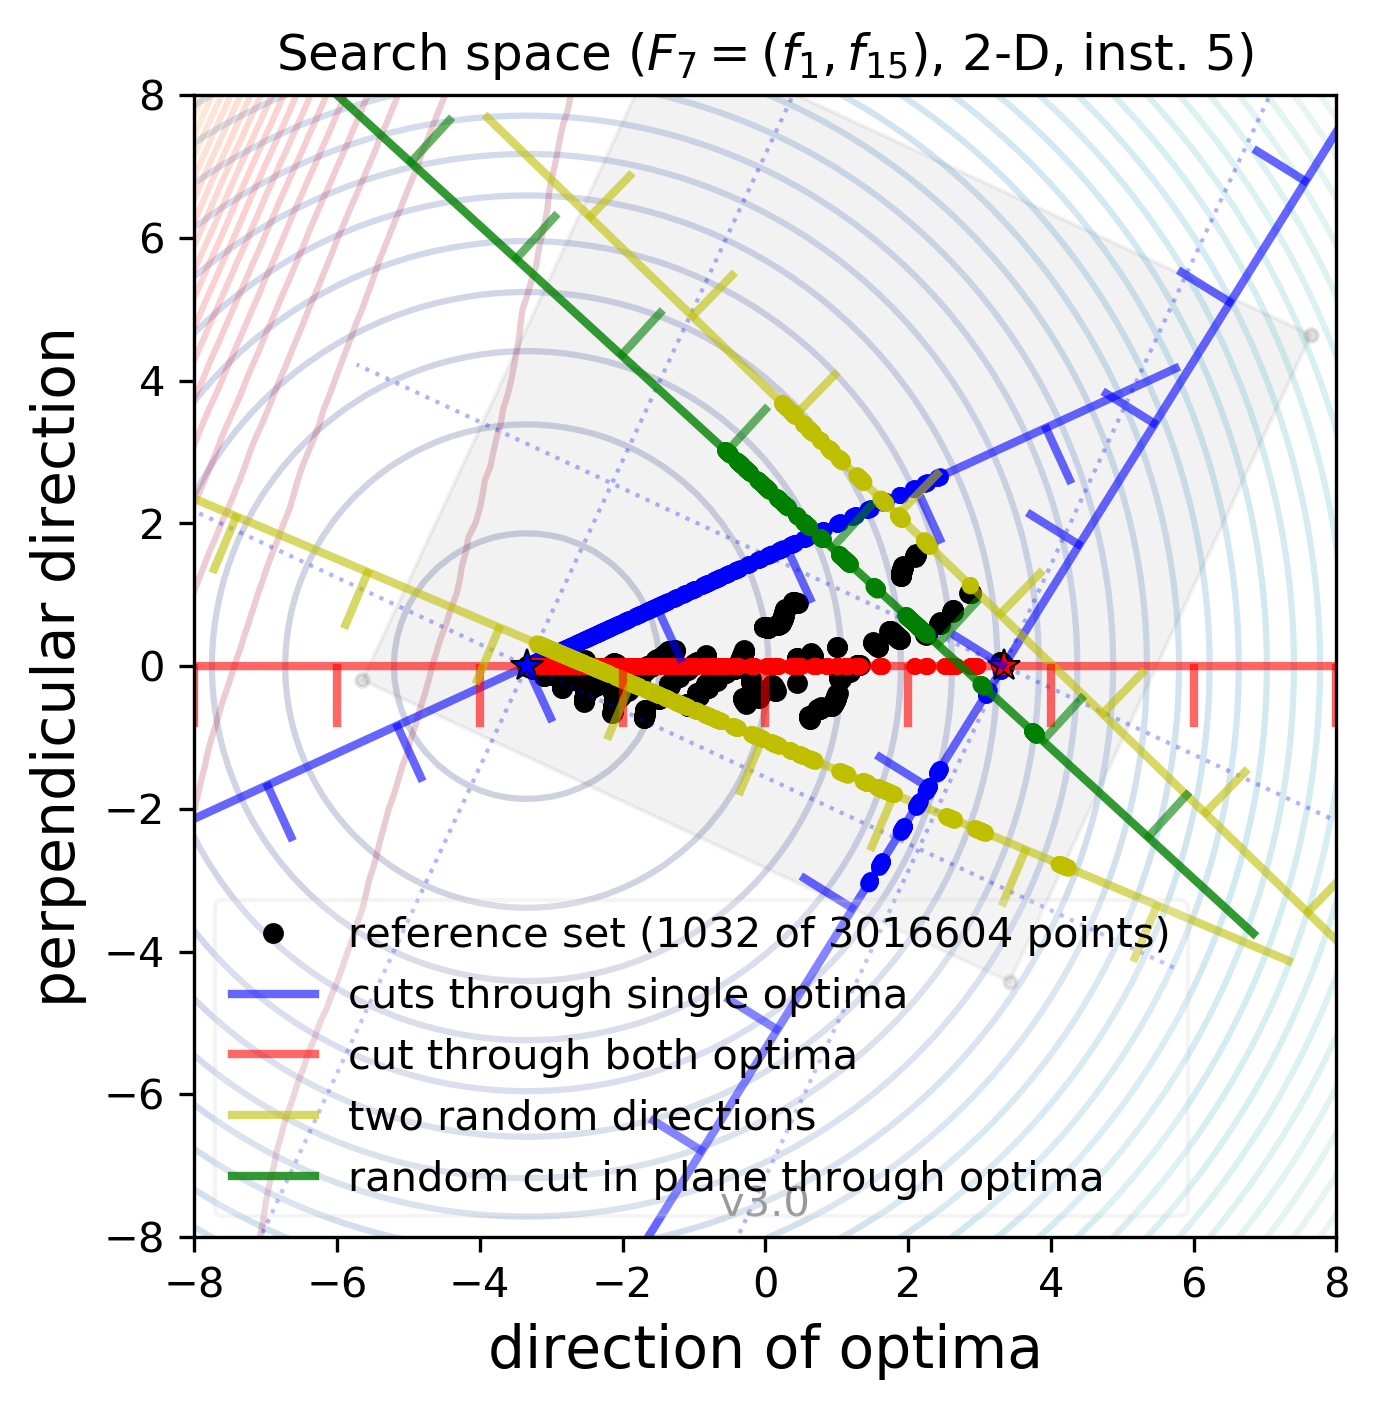 Search space (F₇ = (f₁, f₁₅), 2-D, inst. 5)
8
6
4
2
0
−2
−4
−6
−8
perpendicular direction
reference set (1032 of 3016604 points)
cuts through single optima
cut through both optima
two random directions
random cut in plane through optima
v3.0
−8 −6 −4 −2 0 2 4 6 8
direction of optima